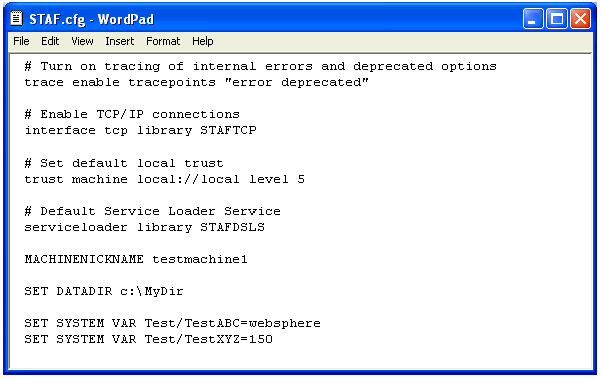 STAF.cfg - WordPad
File Edit View Insert Format Help
# Turn on tracing of internal errors and deprecated options
trace enable tracepoints "error deprecated"
# Enable TCP/IP connections
interface tcp library STAFTCP
# Set default local trust
trust machine local://local level 5
# Default Service Loader Service
serviceloader library STAFDSLS
MACHINENICKNAME testmachine1
SET DATADIR c:\MyDir
SET SYSTEM VAR Test/TestABC=websphere
SET SYSTEM VAR Test/TestXYZ=150